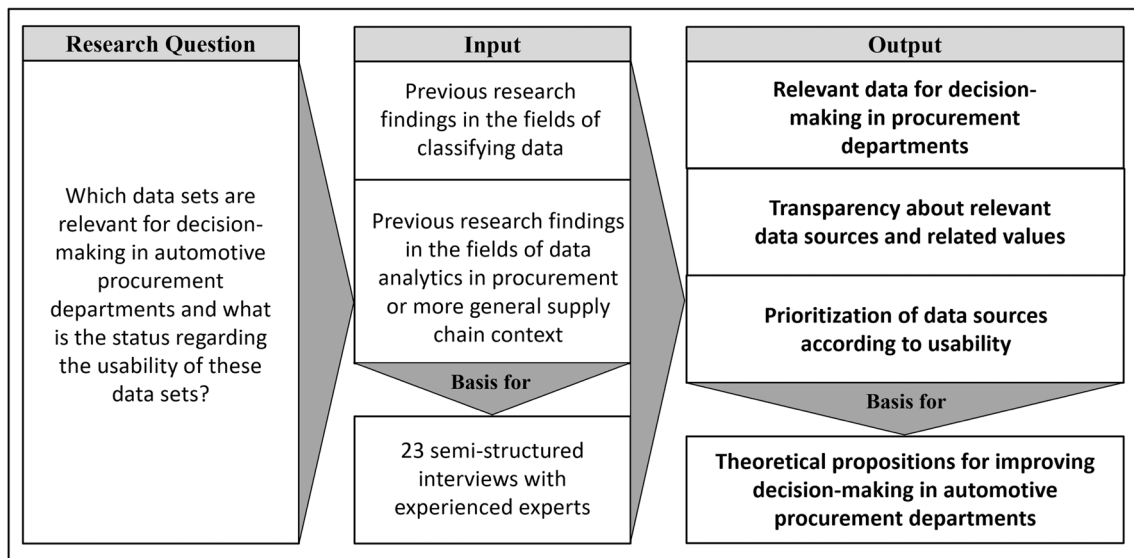 Research Question
Which data sets are
relevant for decision-
making in automotive
procurement
departments and what
is the status regarding
the usability of these
data sets?
Input
Previous research
findings in the fields of
classifying data
Previous research findings
in the fields of data
analytics in procurement
or more general supply
chain context
Basis for
23 semi-structured
interviews with
experienced experts
Output
Relevant data for decision-
making in procurement
departments
Transparency about relevant
data sources and related values
Prioritization of data sources
according to usability
Basis for
Theoretical propositions for improving
decision-making in automotive
procurement departments